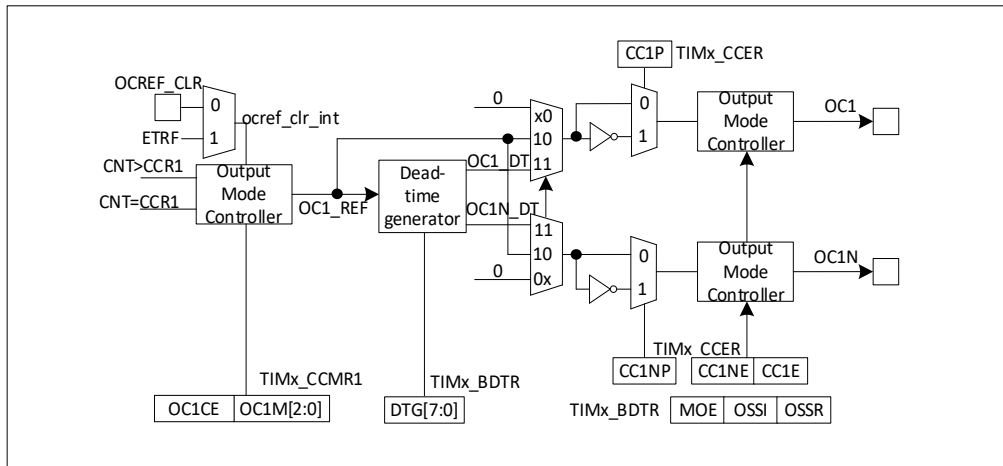 CC1P TIMx_CCER
OCREF_CLR
0
ocref_clr_int
ETRF 1
CNT>CCR1
CNT=CCR1
Output Mode Controller
OC1_REF
Dead-time generator
OC1_DT
OC1N_DT
0
x0
10
11
11
10
0x
0
0
1
Output Mode Controller
OC1
0
1
Output Mode Controller
OC1N
TIMx_CCER
CC1NP CC1NE CC1E
TIMx_CCMR1
OC1CE OC1M[2:0]
TIMx_BDTR
DTG[7:0]
TIMx_BDTR MOE OSSI OSSR